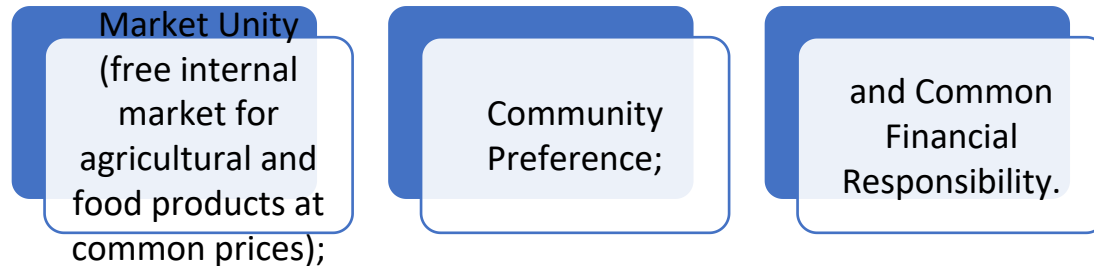 Market Unity
(free internal
market for
agricultural and
food products at
common prices);
Community
Preference;
and Common
Financial
Responsibility.